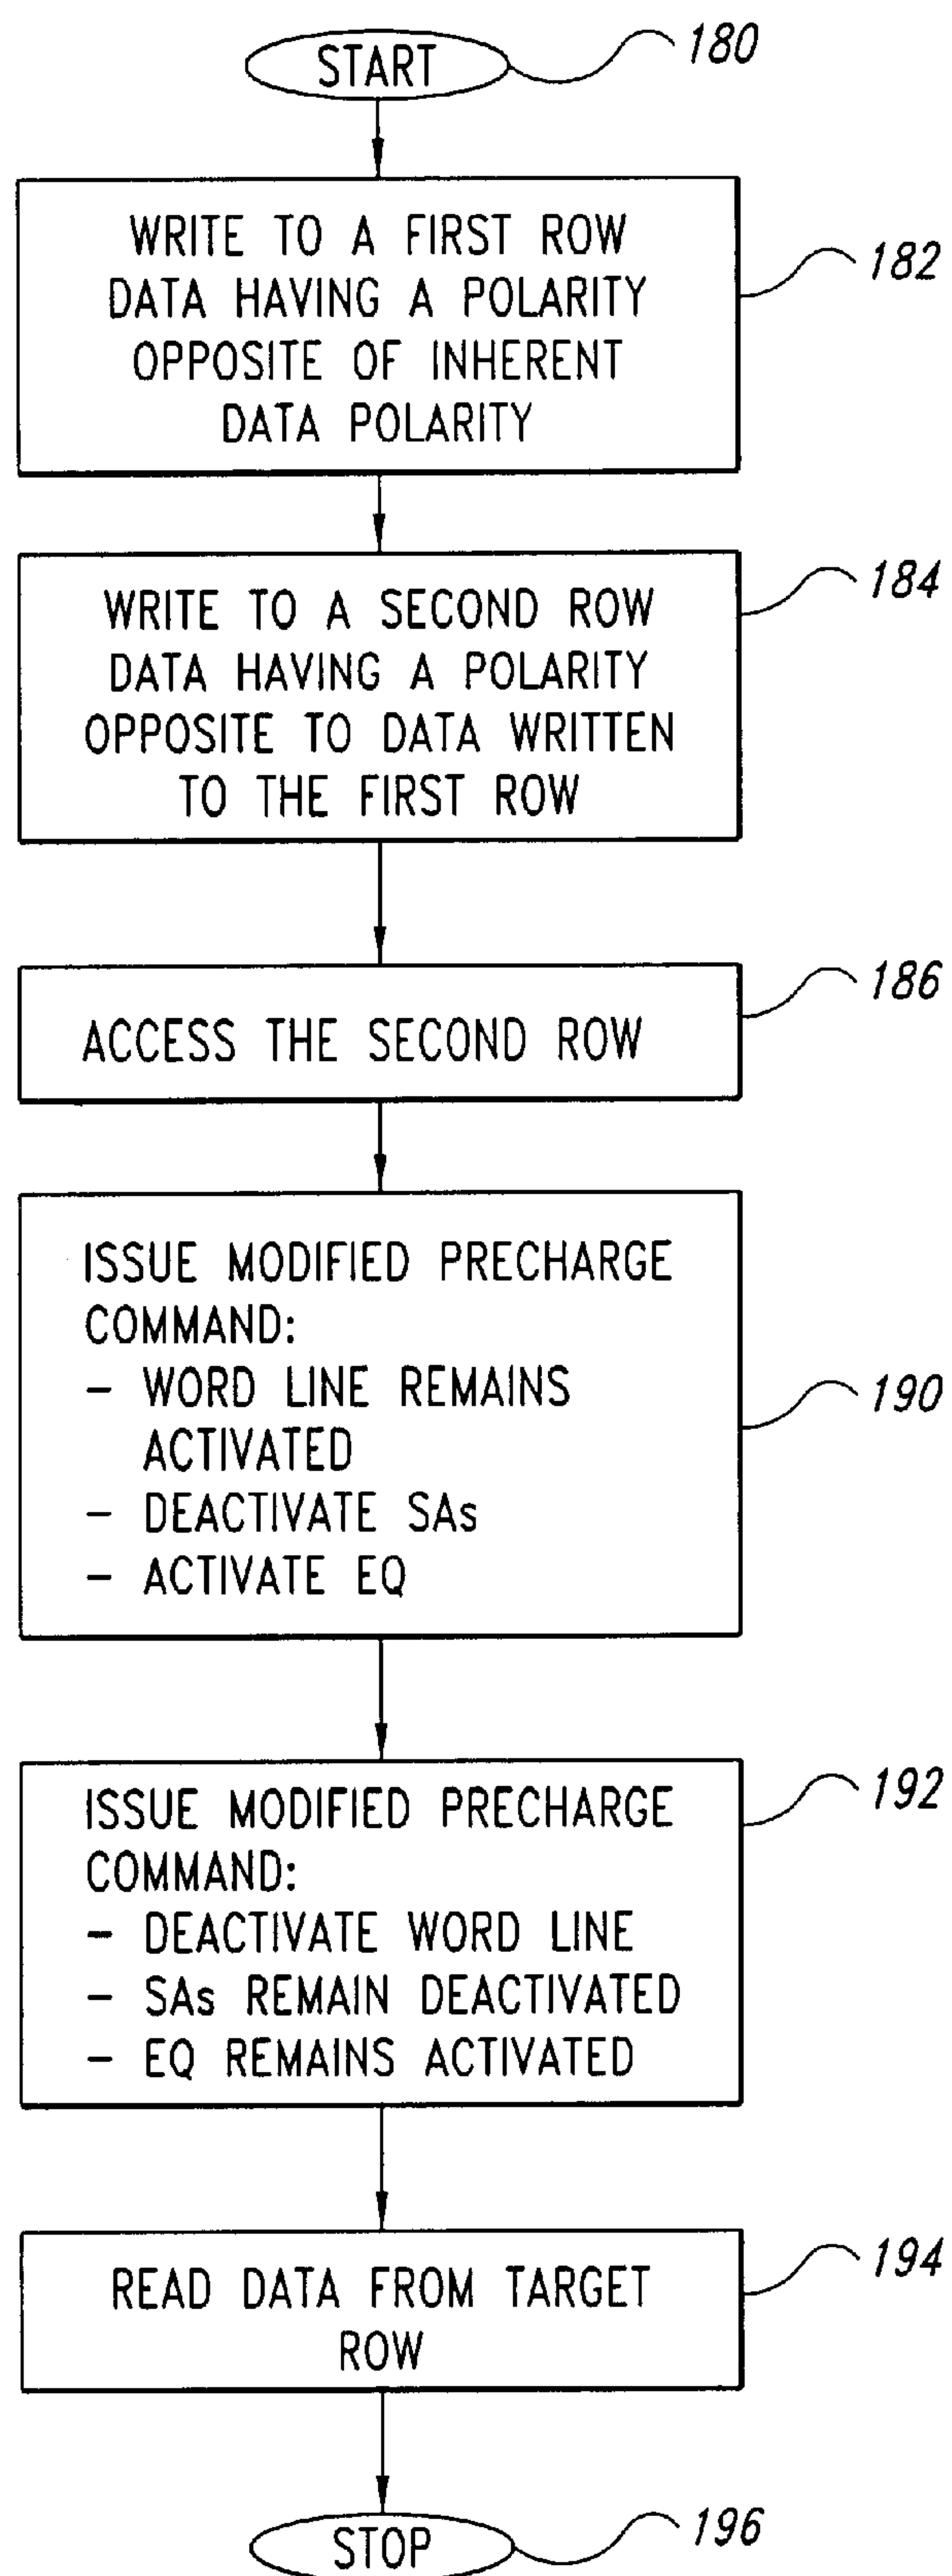 START
180
WRITE TO A FIRST ROW
DATA HAVING A POLARITY
OPPOSITE OF INHERENT
DATA POLARITY
182
WRITE TO A SECOND ROW
DATA HAVING A POLARITY
OPPOSITE TO DATA WRITTEN
TO THE FIRST ROW
184
ACCESS THE SECOND ROW
186
ISSUE MODIFIED PRECHARGE
COMMAND:
- WORD LINE REMAINS
ACTIVATED
- DEACTIVATE SAs
- ACTIVATE EQ
190
ISSUE MODIFIED PRECHARGE
COMMAND:
- DEACTIVATE WORD LINE
- SAs REMAIN DEACTIVATED
- EQ REMAINS ACTIVATED
192
READ DATA FROM TARGET
ROW
194
STOP
196